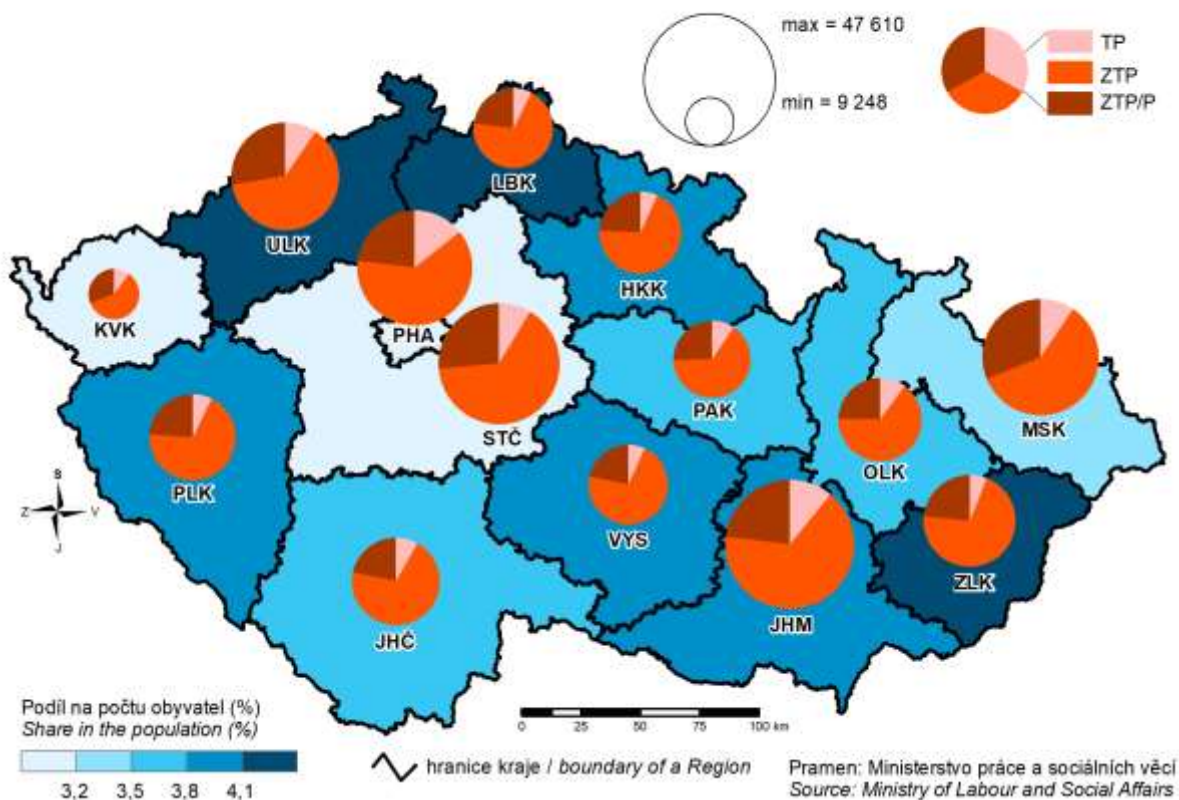 max = 47 610
min = 9 248
TP
ZTP
ZTP/P
LBK
ULK
HKK
KVK
PHA
PAK
STČ
MSK
OLK
PLK
VYS
ZLK
JHČ
JHM
S
Z V
J
Podíl na počtu obyvatel (%)
Share in the population (%)
3,2 3,5 3,8 4,1
0 25 50 75 100 km
hranice kraje / boundary of a Region
Pramen: Ministerstvo práce a sociálních věcí
Source: Ministry of Labour and Social Affairs